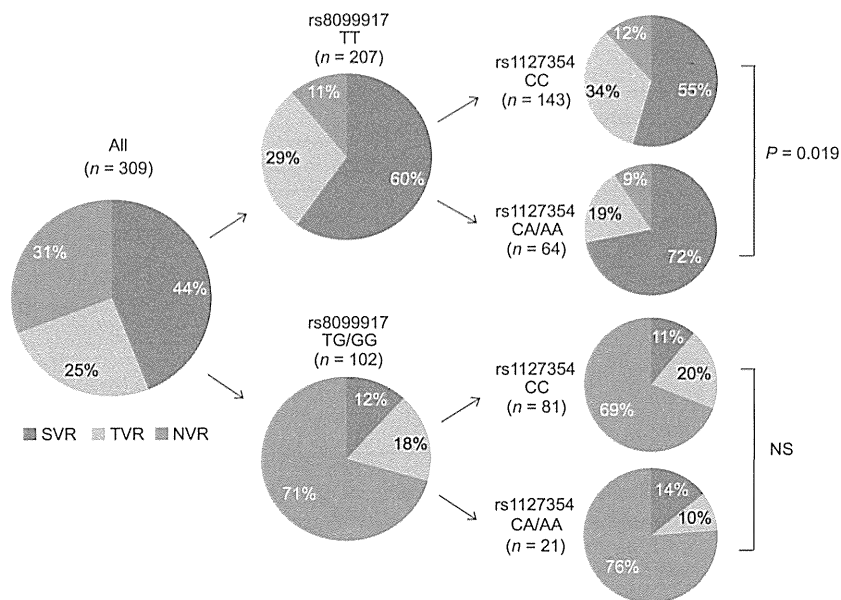 All
(n = 309)
31%
44%
25%
SVR TVR NVR
rs8099917
TT
(n = 207)
11%
29%
60%
rs8099917
TG/GG
(n = 102)
12%
18%
71%
rs1127354
CC
(n = 143)
12%
34%
55%
rs1127354
CA/AA
(n = 64)
9%
19%
72%
P = 0.019
rs1127354
CC
(n = 81)
11%
20%
69%
rs1127354
CA/AA
(n = 21)
14%
10%
76%
NS